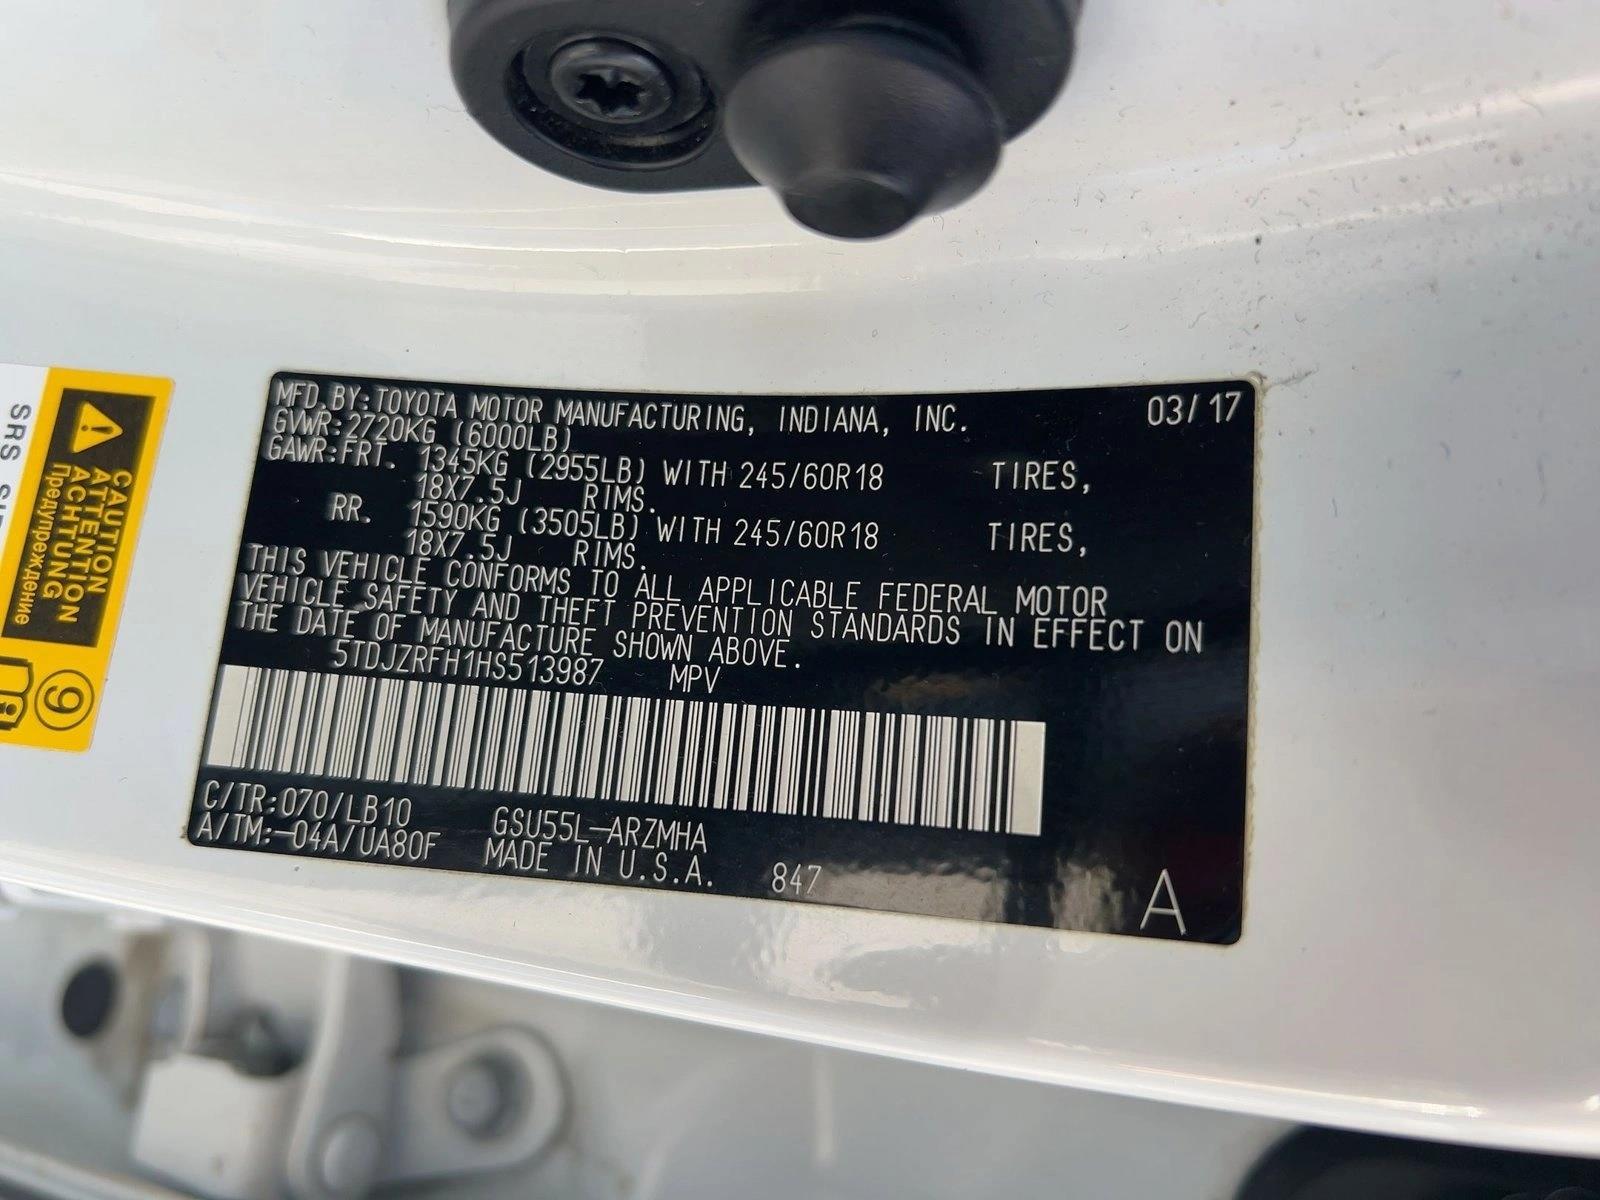 MFD.BY:TOYOTA MOTOR MANUFACTURING, INDIANA, INC. 03/17
GVWR:2720KG (6000LB)
GAWR:FRT. 1345KG (2955LB) WITH 245/60R18 TIRES,
18X7.5J RIMS.
RR. 1590KG (3505LB) WITH 245/60R18 TIRES,
18X7.5J RIMS.
THIS VEHICLE CONFORMS TO ALL APPLICABLE FEDERAL MOTOR
VEHICLE SAFETY AND THEFT PREVENTION STANDARDS IN EFFECT ON
THE DATE OF MANUFACTURE SHOWN ABOVE.
5TDJZRFH1HS513987 MPV
C/TR:070/LB10 GSU55L-ARZMHA
A/TM:-04A/UA80F MADE IN U.S.A. 847 A
CAUTION
ATTENTION
ACHTUNG
Предупреждение
SRS
9